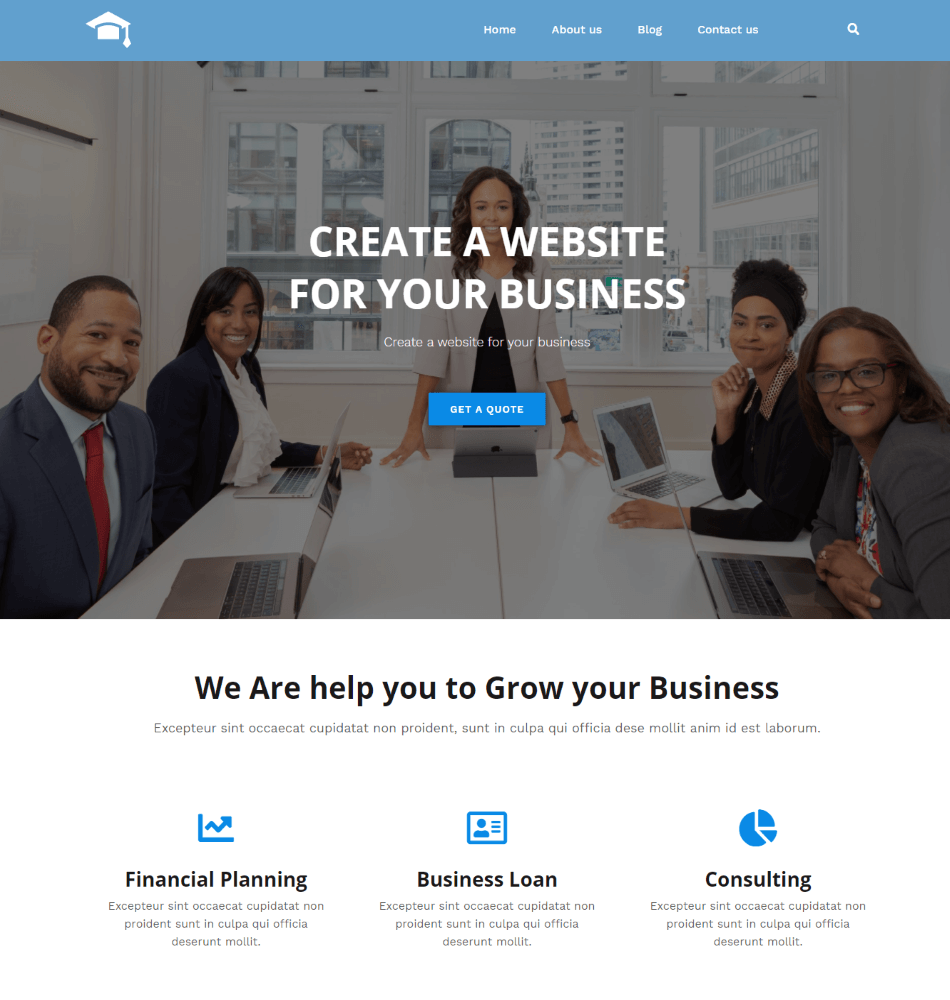 Home About us Blog Contact us
CREATE A WEBSITE
FOR YOUR BUSINESS
Create a website for your business
GET A QUOTE
We Are help you to Grow your Business
Excepteur sint occaecat cupidatat non proident, sunt in culpa qui officia dese mollit anim id est laborum.
Financial Planning
Excepteur sint occaecat cupidatat non
proident sunt in culpa qui officia
deserunt mollit.
Business Loan
Excepteur sint occaecat cupidatat non
proident sunt in culpa qui officia
deserunt mollit.
Consulting
Excepteur sint occaecat cupidatat non
proident sunt in culpa qui officia
deserunt mollit.